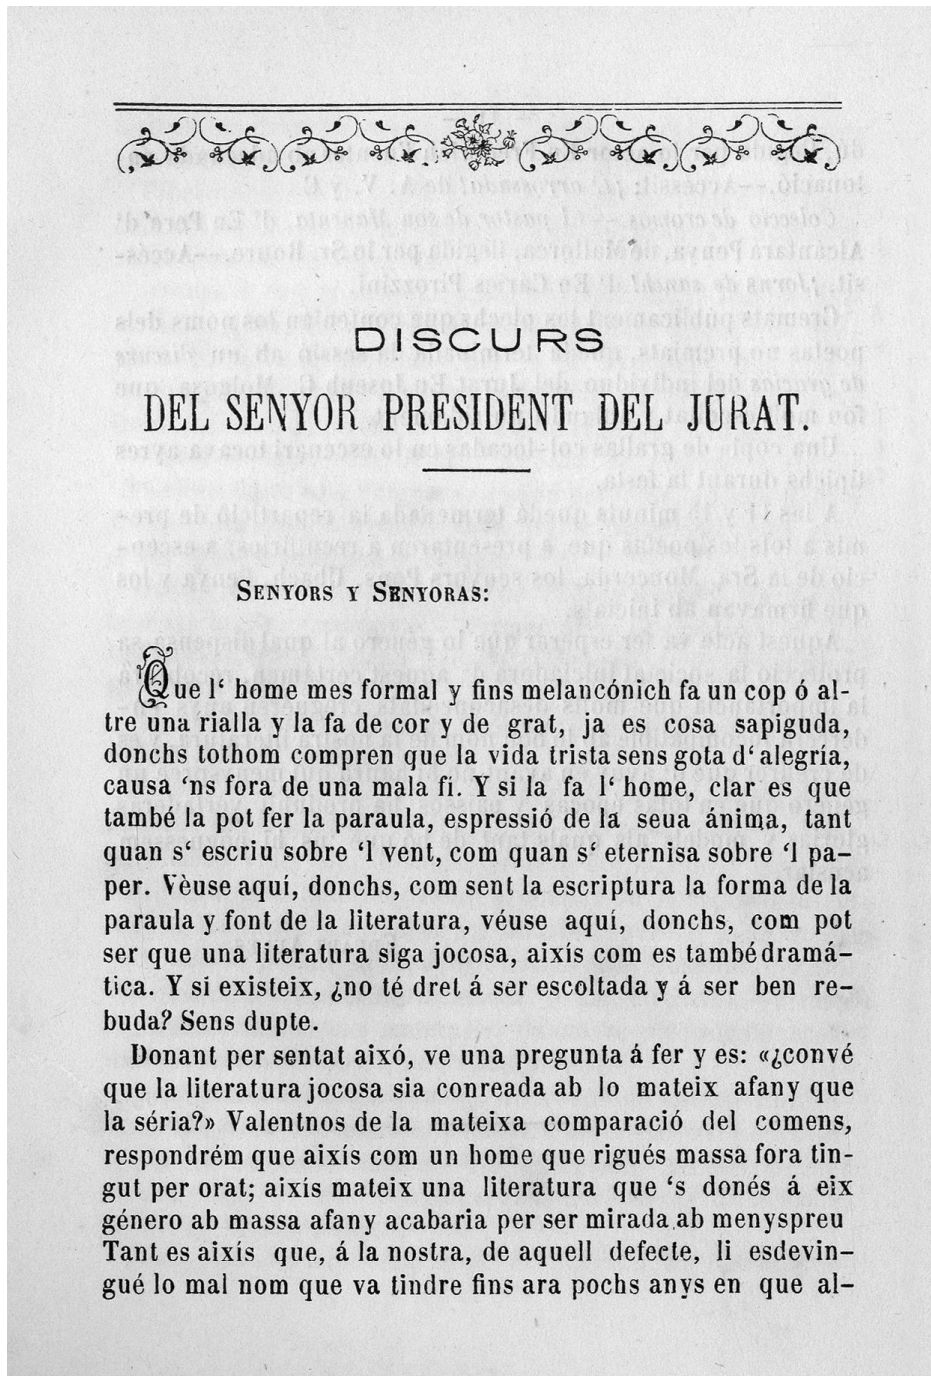 DISCURS
DEL SENYOR PRESIDENT DEL JURAT.
SENYORS Y SENYORAS:
Que l‘ home mes formal y fins melancónich fa un cop ó al-
tre una rialla y la fa de cor y de grat, ja es cosa sapiguda,
donchs tothom compren que la vida trista sens gota d‘ alegría,
causa ‘ns fora de una mala fi. Y si la fa l‘ home, clar es que
també la pot fer la paraula, espressió de la seua ánima, tant
quan s‘ escriu sobre ‘l vent, com quan s‘ eternisa sobre ‘l pa-
per. Vèuse aquí, donchs, com sent la escriptura la forma de la
paraula y font de la literatura, véuse aquí, donchs, com pot
ser que una literatura siga jocosa, aixís com es també dramá-
tica. Y si existeix, ¿no té dret á ser escoltada y á ser ben re-
buda? Sens dupte.
Donant per sentat aixó, ve una pregunta á fer y es: «¿convé
que la literatura jocosa sia conreada ab lo mateix afany que
la séria?» Valentnos de la mateixa comparació del comens,
respondrém que aixís com un home que rigués massa fora tin-
gut per orat; aixís mateix una literatura que ‘s donés á eix
género ab massa afany acabaria per ser mirada ab menyspreu
Tant es aixís que, á la nostra, de aquell defecte, li esdevin-
gué lo mal nom que va tindre fins ara pochs anys en que al-